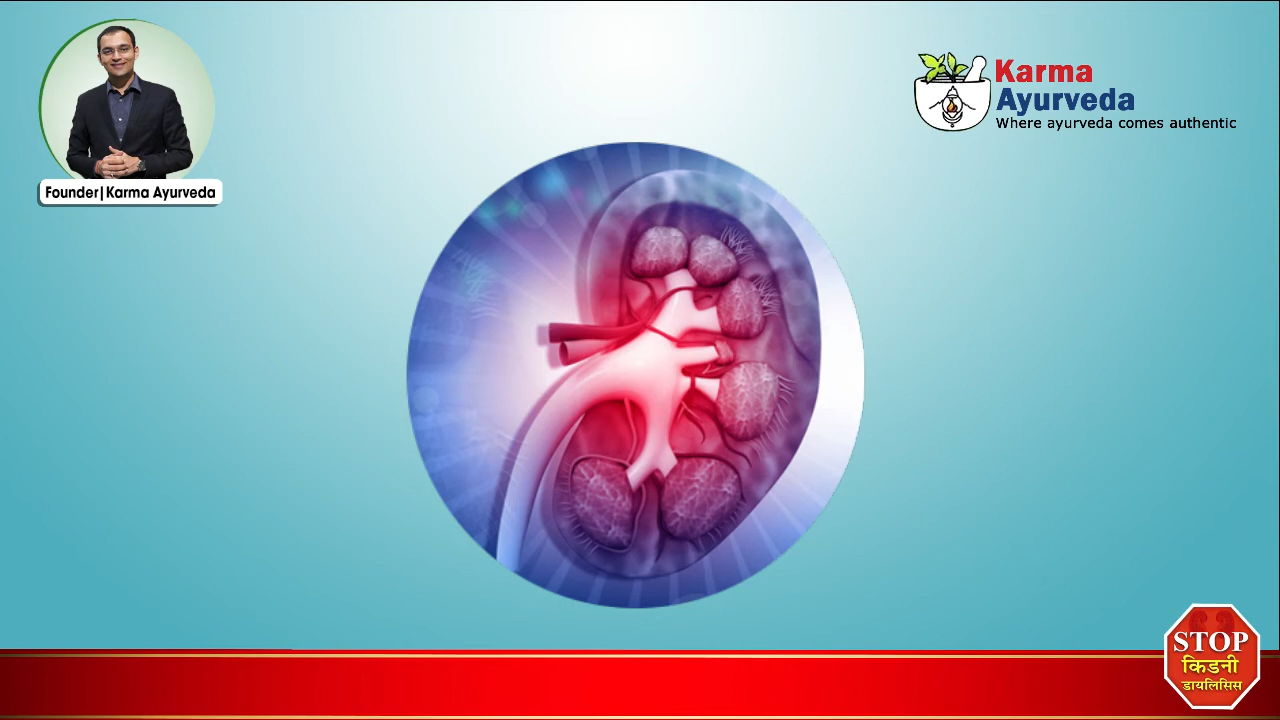 Karma
Ayurveda
Where ayurveda comes authentic
Founder|Karma Ayurveda
STOP
किडनी
डायलिसिस